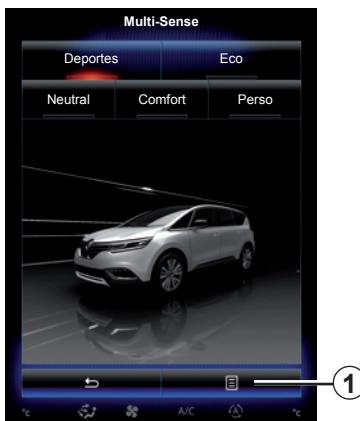 Multi-Sense
Deportes Eco
Neutral Comfort Perso
1
°c A/C A °c